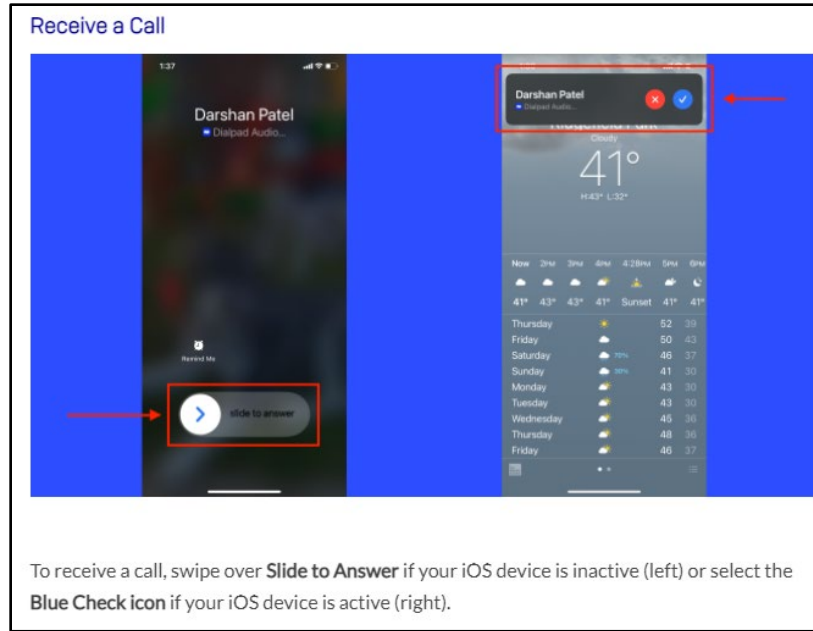 Receive a Call
1:37
Darshan Patel
Dialpad Audio...
Remind Me
slide to answer
Darshan Patel
Dialpad Audio...
Cloudy
41°
H:43° L:32°
Now 2PM 3PM 4PM 4:28PM 5PM 6PM
41° 43° 43° 41° Sunset 41° 41°
Thursday 52 39
Friday 50 43
Saturday 70% 46 37
Sunday 41 30
Monday 43 30
Tuesday 43 30
Wednesday 45 36
Thursday 48 36
Friday 46 37
To receive a call, swipe over Slide to Answer if your iOS device is inactive (left) or select the
Blue Check icon if your iOS device is active (right).